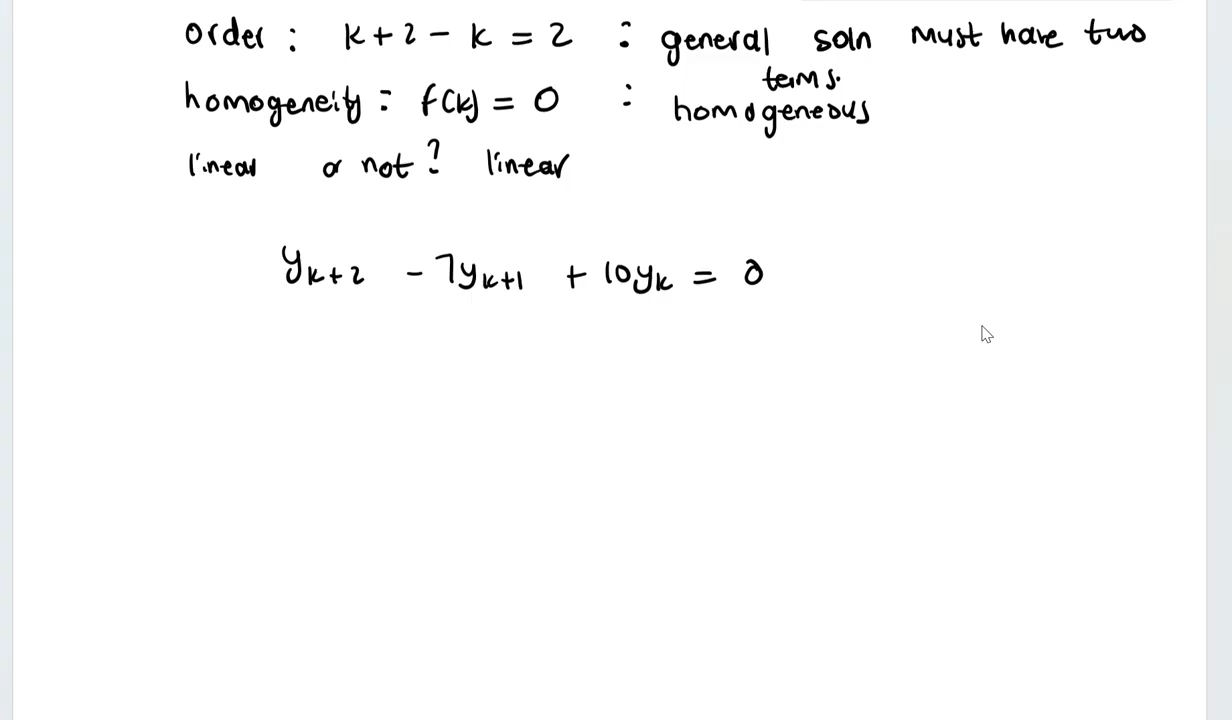 order : k+2 - k = 2 : general soln must have two
terms.
homogeneity : f(k) = 0 : homogeneous
linear or not? linear
y_{k+2} - 7y_{k+1} + 10y_k = 0